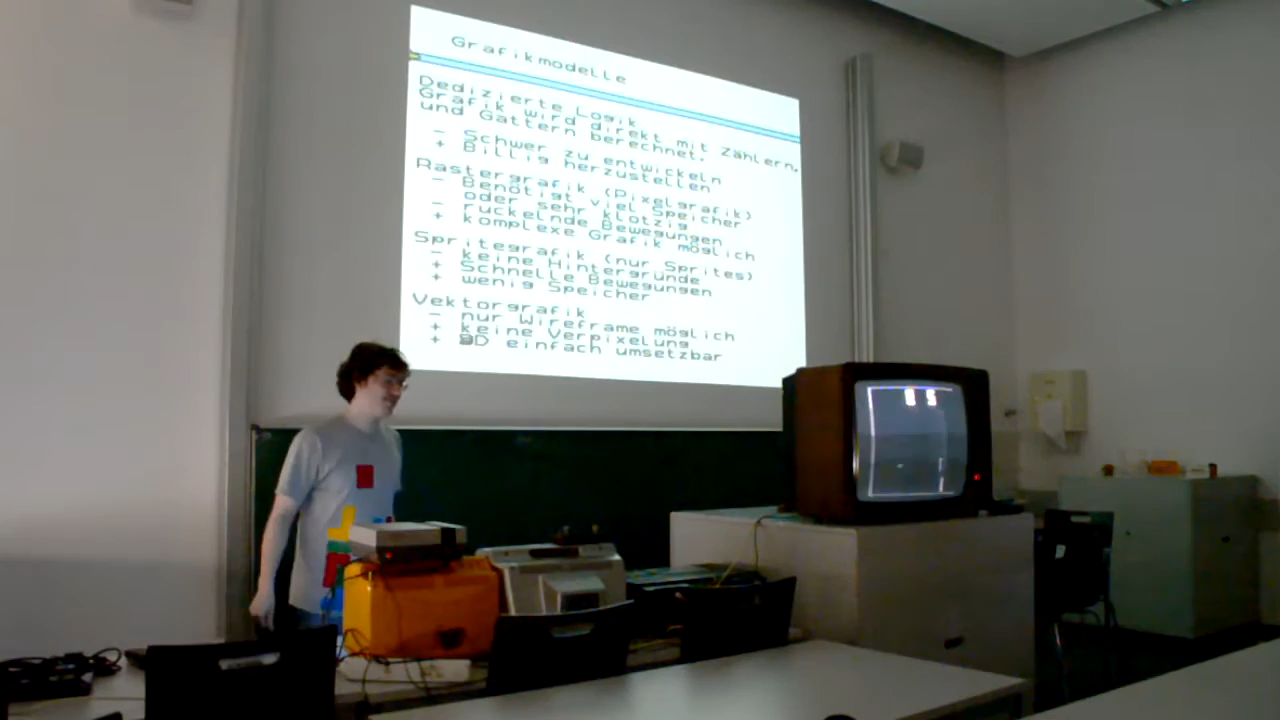 Grafikmodelle
Dedizierte Logik
Grafik wird direkt mit Zählern,
und Gattern berechnet.
- Schwer zu entwickeln
+ Billig herzustellen
Rastergrafik (Pixelgrafik)
- Benötigt viel Speicher
oder sehr klotzig
- ruckelnde Bewegungen
+ komplexe Grafik möglich
Spritegrafik (nur Sprites)
- keine Hintergründe
+ Schnelle Bewegungen
+ wenig Speicher
Vektorgrafik
- nur Wireframe möglich
+ keine Verpixelung
+ 3D einfach umsetzbar